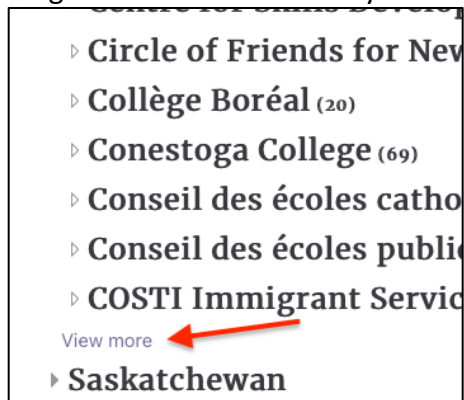 Circle of Friends for New
Collège Boréal (20)
Conestoga College (69)
Conseil des écoles catho
Conseil des écoles public
COSTI Immigrant Servic
View more
Saskatchewan